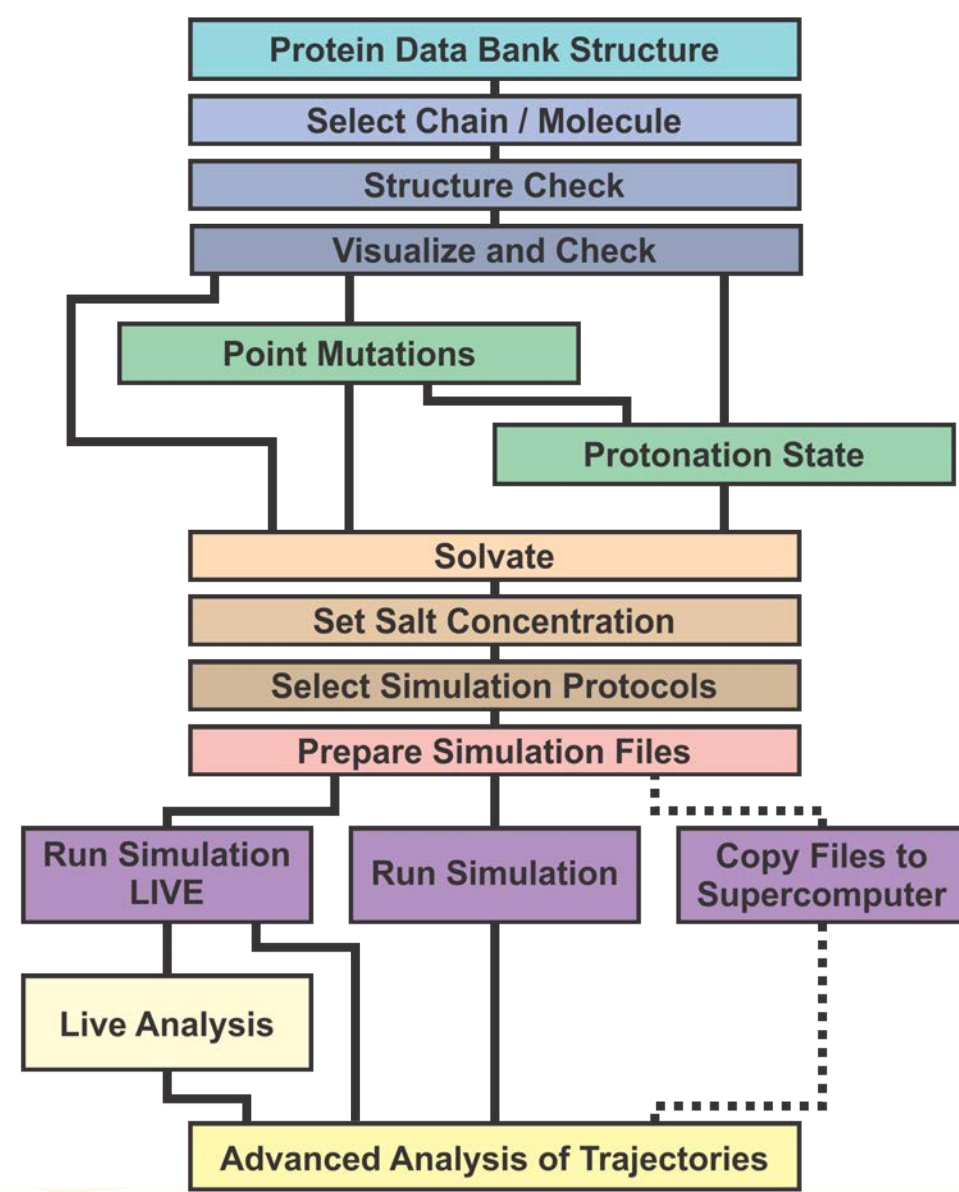 Protein Data Bank Structure
Select Chain / Molecule
Structure Check
Visualize and Check
Point Mutations
Protonation State
Solvate
Set Salt Concentration
Select Simulation Protocols
Prepare Simulation Files
Run Simulation
LIVE
Run Simulation
Copy Files to
Supercomputer
Live Analysis
Advanced Analysis of Trajectories